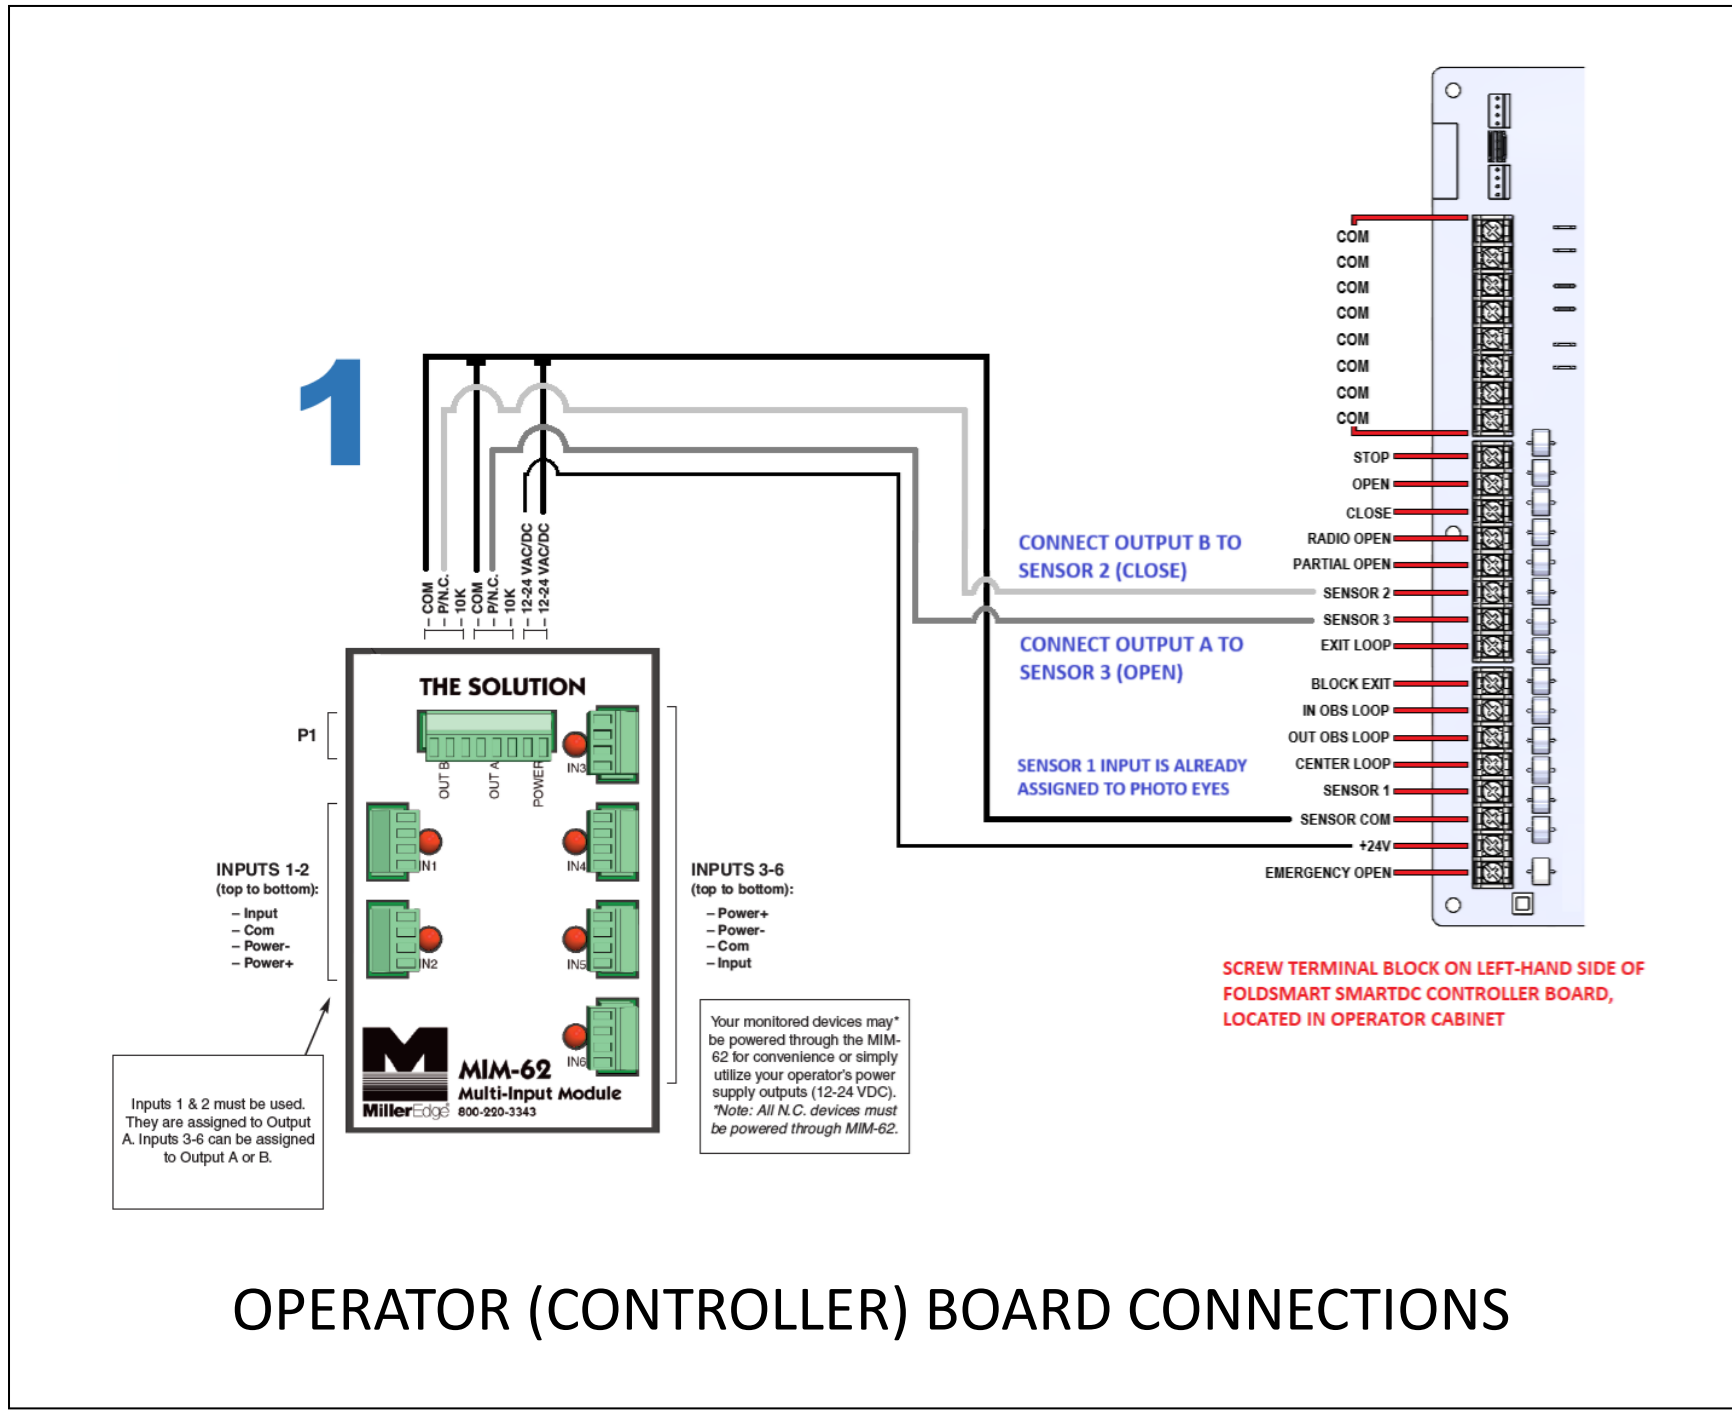 1
COM
COM
COM
COM
COM
COM
COM
COM
STOP
OPEN
CLOSE
RADIO OPEN
PARTIAL OPEN
SENSOR 2
SENSOR 3
EXIT LOOP
BLOCK EXIT
IN OBS LOOP
OUT OBS LOOP
CENTER LOOP
SENSOR 1
SENSOR COM
+24V
EMERGENCY OPEN
CONNECT OUTPUT B TO
SENSOR 2 (CLOSE)
CONNECT OUTPUT A TO
SENSOR 3 (OPEN)
SENSOR 1 INPUT IS ALREADY
ASSIGNED TO PHOTO EYES
SCREW TERMINAL BLOCK ON LEFT-HAND SIDE OF
FOLDSMART SMARTDC CONTROLLER BOARD,
LOCATED IN OPERATOR CABINET
– COM
– P/N.C.
– 10K
– COM
– P/N.C.
– 10K
– 12-24 VAC/DC
– 12-24 VAC/DC
THE SOLUTION
P1
OUT B
OUT A
POWER
IN3
IN1
IN4
IN2
IN5
IN6
INPUTS 1-2
(top to bottom):
– Input
– Com
– Power-
– Power+
INPUTS 3-6
(top to bottom):
– Power+
– Power-
– Com
– Input
M
MillerEdge®
MIM-62
Multi-Input Module
800-220-3343
Inputs 1 & 2 must be used.
They are assigned to Output
A. Inputs 3-6 can be assigned
to Output A or B.
Your monitored devices may*
be powered through the MIM-
62 for convenience or simply
utilize your operator's power
supply outputs (12-24 VDC).
*Note: All N.C. devices must
be powered through MIM-62.
OPERATOR (CONTROLLER) BOARD CONNECTIONS